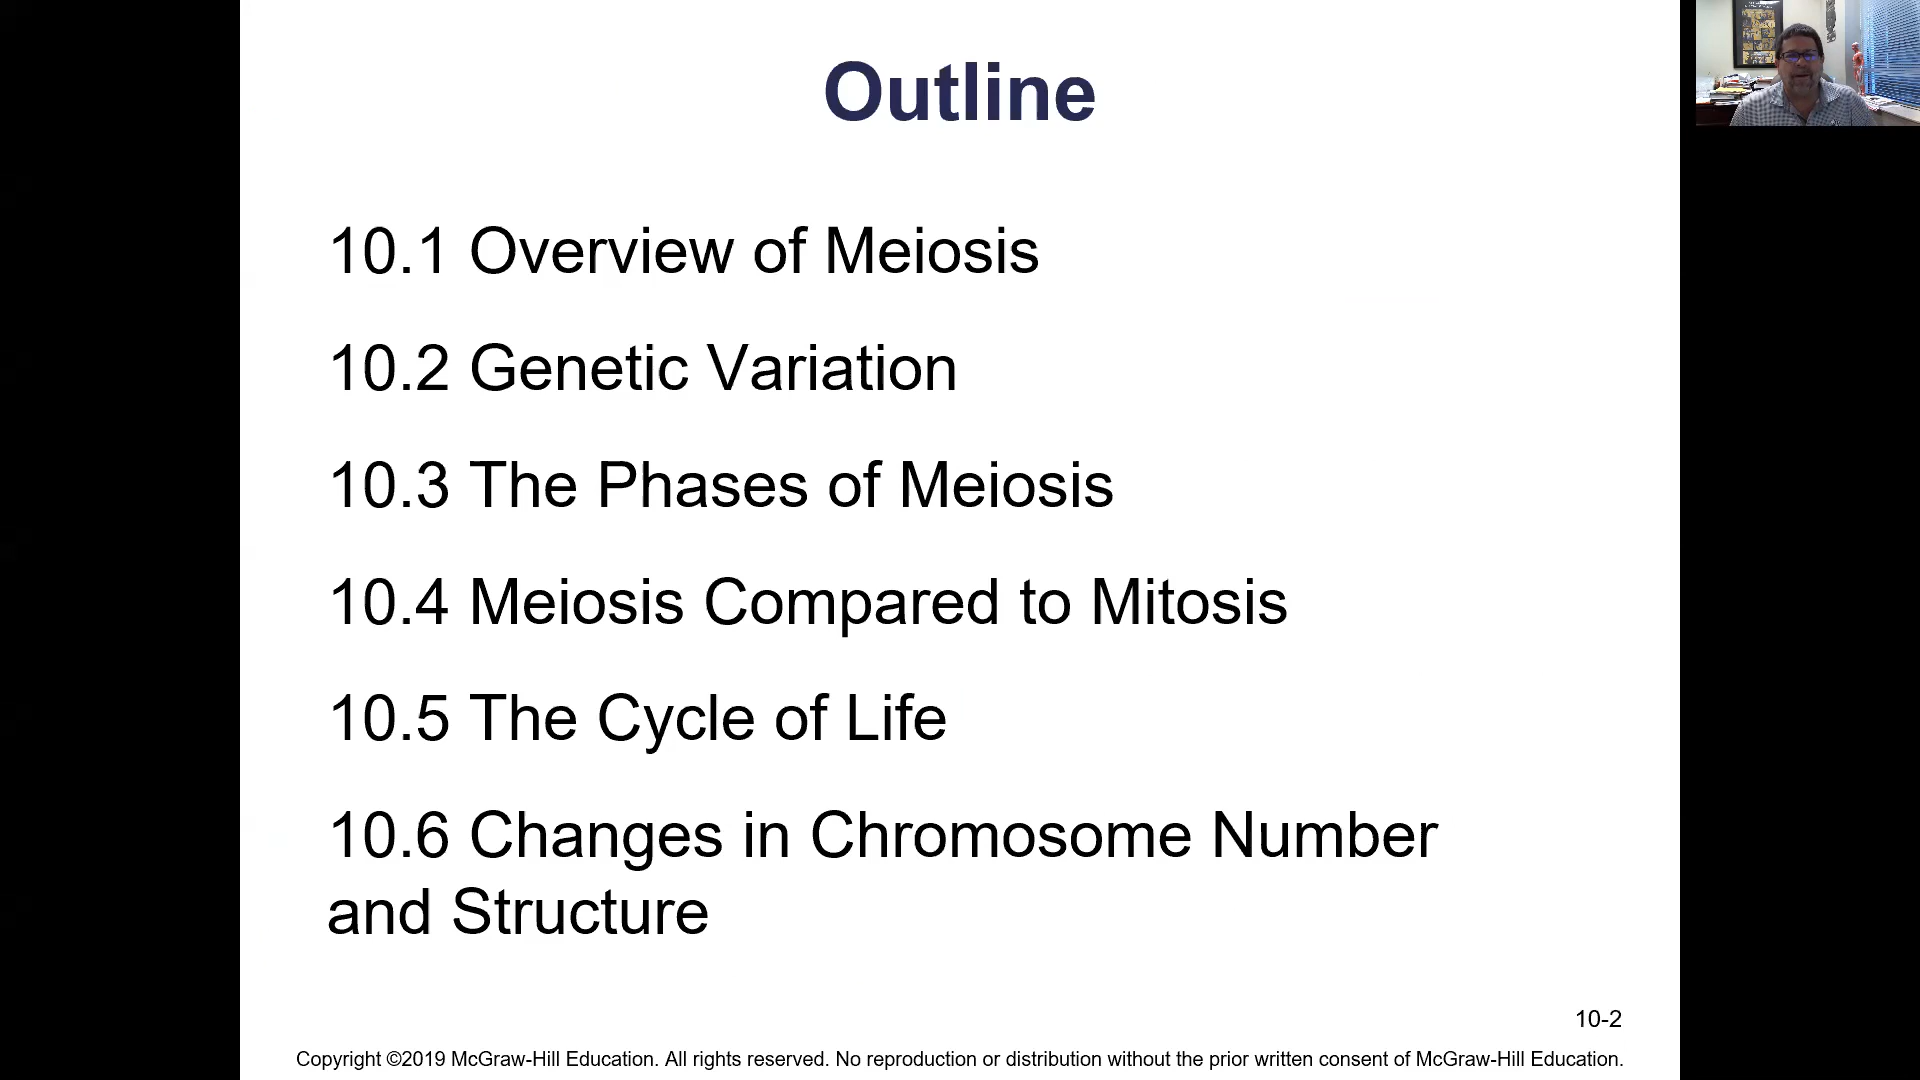 Outline
10.1 Overview of Meiosis
10.2 Genetic Variation
10.3 The Phases of Meiosis
10.4 Meiosis Compared to Mitosis
10.5 The Cycle of Life
10.6 Changes in Chromosome Number
and Structure
10-2
Copyright ©2019 McGraw-Hill Education. All rights reserved. No reproduction or distribution without the prior written consent of McGraw-Hill Education.